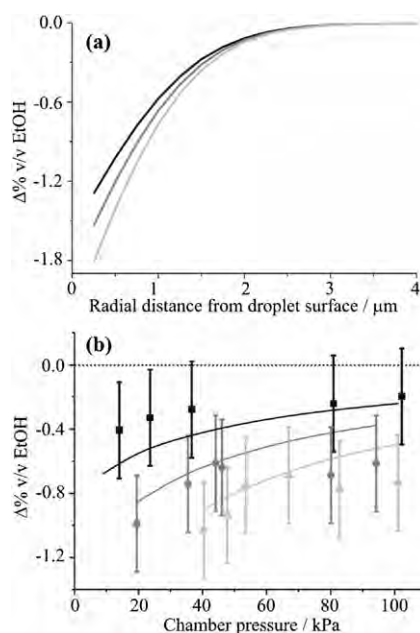 (a)
0.0
-0.6
-1.2
-1.8
Δ% v/v EtOH
0 1 2 3 4
Radial distance from droplet surface / μm
(b)
0.0
-0.4
-0.8
-1.2
Δ% v/v EtOH
0 20 40 60 80 100
Chamber pressure / kPa